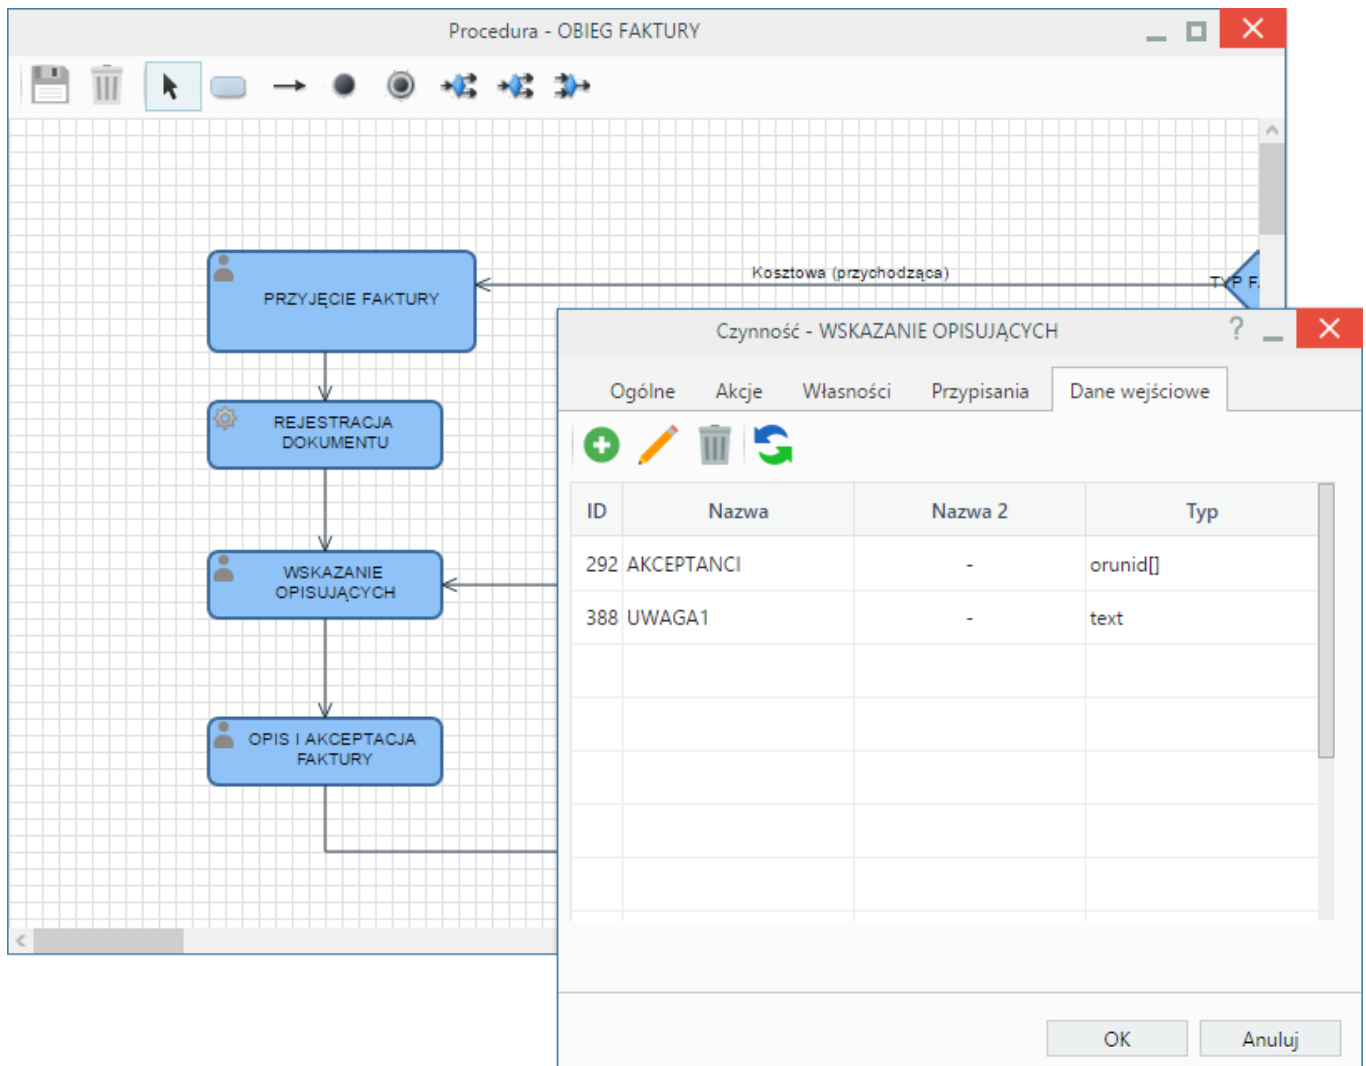 Procedura - OBIEG FAKTURY
Kosztowa (przychodząca)
TYP F
PRZYJĘCIE FAKTURY
REJESTRACJA
DOKUMENTU
WSKAZANIE
OPISUJĄCYCH
OPIS I AKCEPTACJA
FAKTURY
Czynność - WSKAZANIE OPISUJĄCYCH
?
Ogólne Akcje Własności Przypisania Dane wejściowe
ID Nazwa Nazwa 2 Typ
292 AKCEPTANCI - orunid[]
388 UWAGA1 - text
OK Anuluj